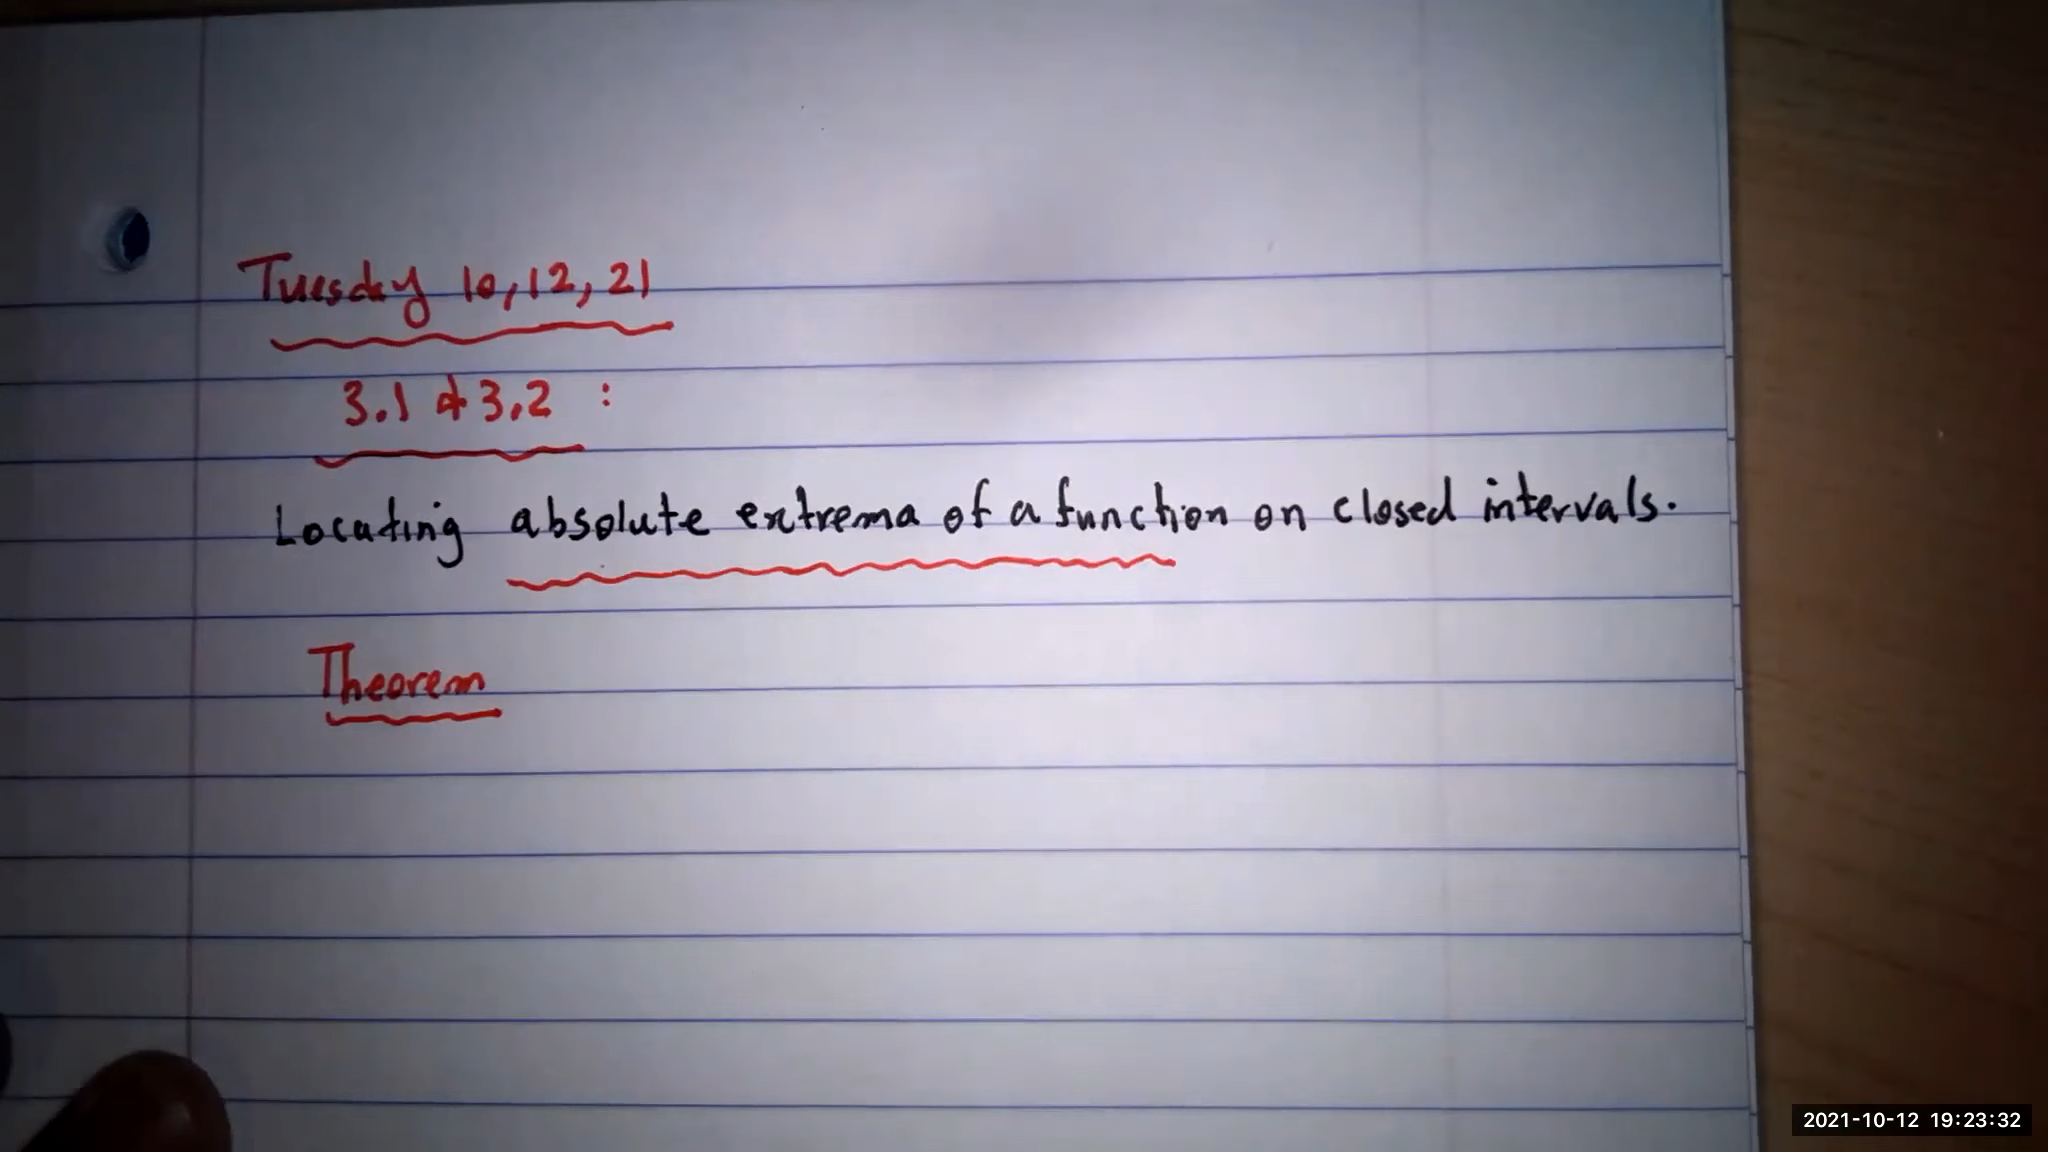 Tuesday 10, 12, 21
3.1 & 3.2 :
Locating absolute extrema of a function on closed intervals.
Theorem
2021-10-12 19:23:32